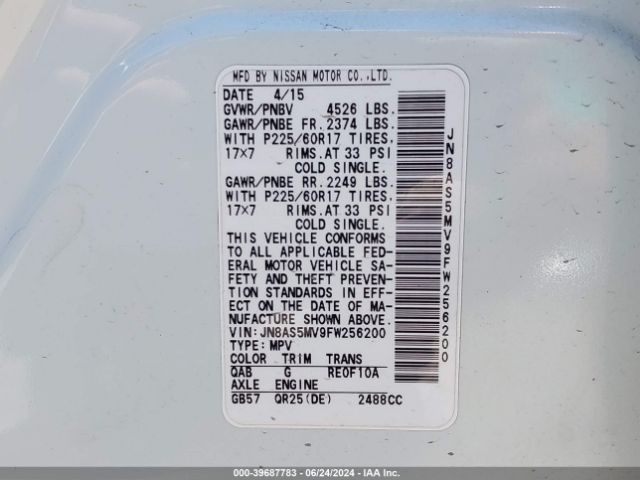 MFD BY NISSAN MOTOR CO.,LTD.
DATE 4/15
GVWR/PNBV 4526 LBS.
GAWR/PNBE FR. 2374 LBS.
WITH P225/60R17 TIRES.
17×7 RIMS.AT 33 PSI
COLD SINGLE.
GAWR/PNBE RR. 2249 LBS.
WITH P225/60R17 TIRES.
17×7 RIMS.AT 33 PSI
COLD SINGLE.
THIS VEHICLE CONFORMS
TO ALL APPLICABLE FED-
ERAL MOTOR VEHICLE SA-
FETY AND THEFT PREVEN-
TION STANDARDS IN EFF-
ECT ON THE DATE OF MA-
NUFACTURE SHOWN ABOVE.
VIN:JN8AS5MV9FW256200
TYPE:MPV
COLOR TRIM TRANS
QAB G RE0F10A
AXLE ENGINE
GB57 QR25(DE) 2488CC
JN8AS5MV9FW256200
000-39687783 - 06/24/2024 - IAA Inc.